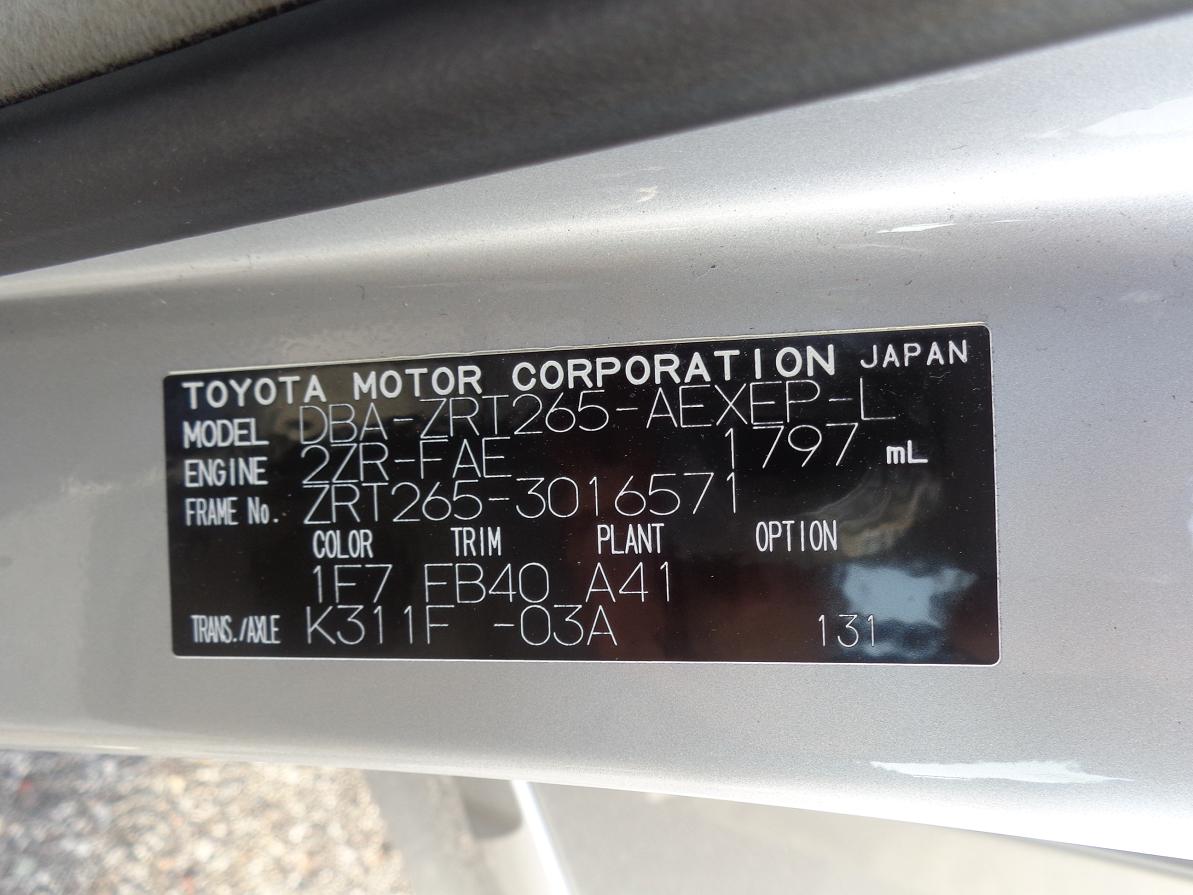 TOYOTA MOTOR CORPORATION JAPAN
MODEL DBA-ZRT265-AEXEP-L
ENGINE 2ZR-FAE 1797 mL
FRAME No. ZRT265-3016571
COLOR TRIM PLANT OPTION
1F7 FB40 A41
TRANS./AXLE K311F -03A 131